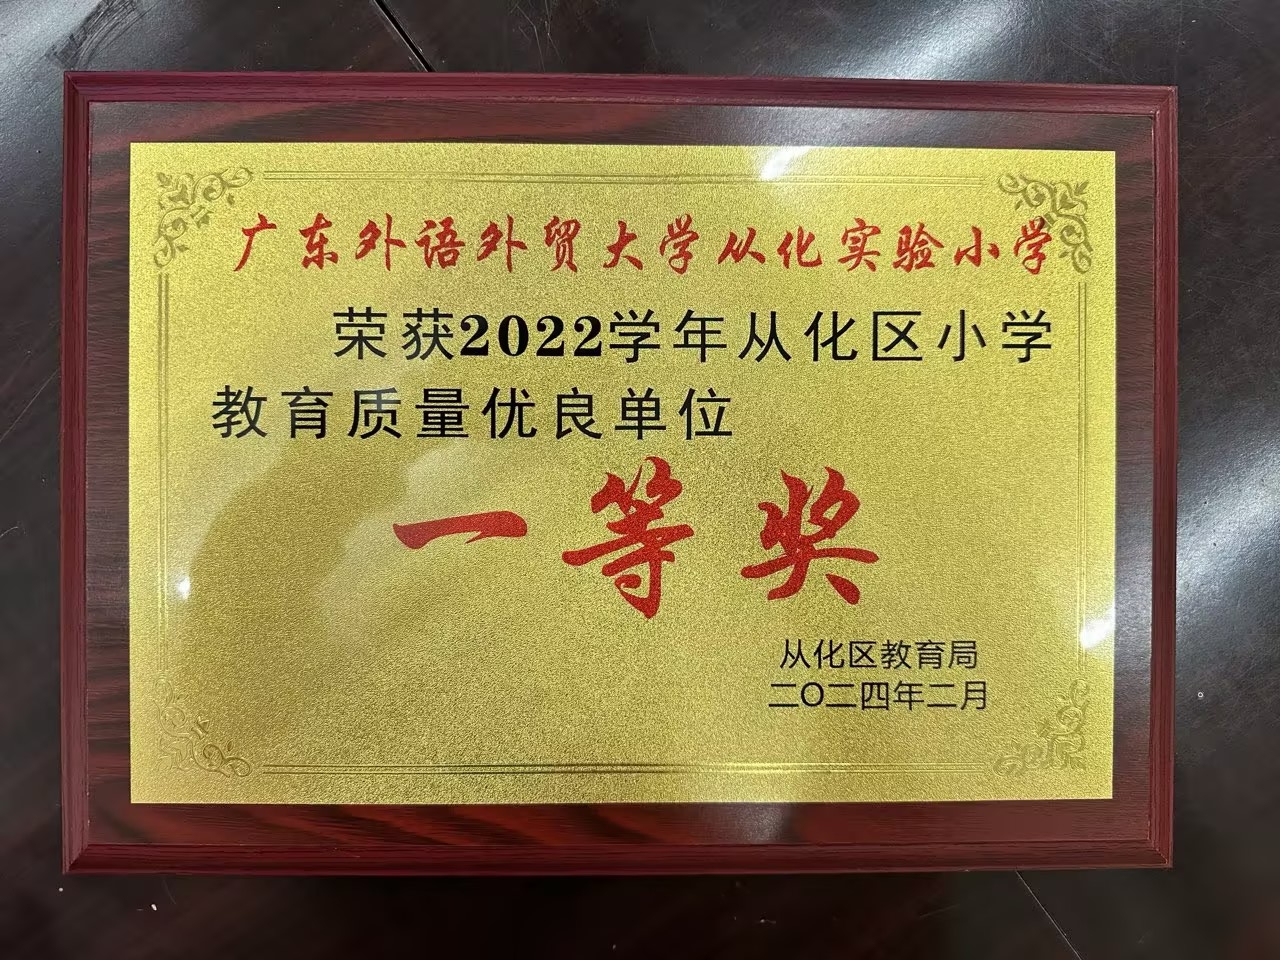 广东外语外贸大学从化实验小学
荣获2022学年从化区小学
教育质量优良单位
一等奖
从化区教育局
二〇二四年二月